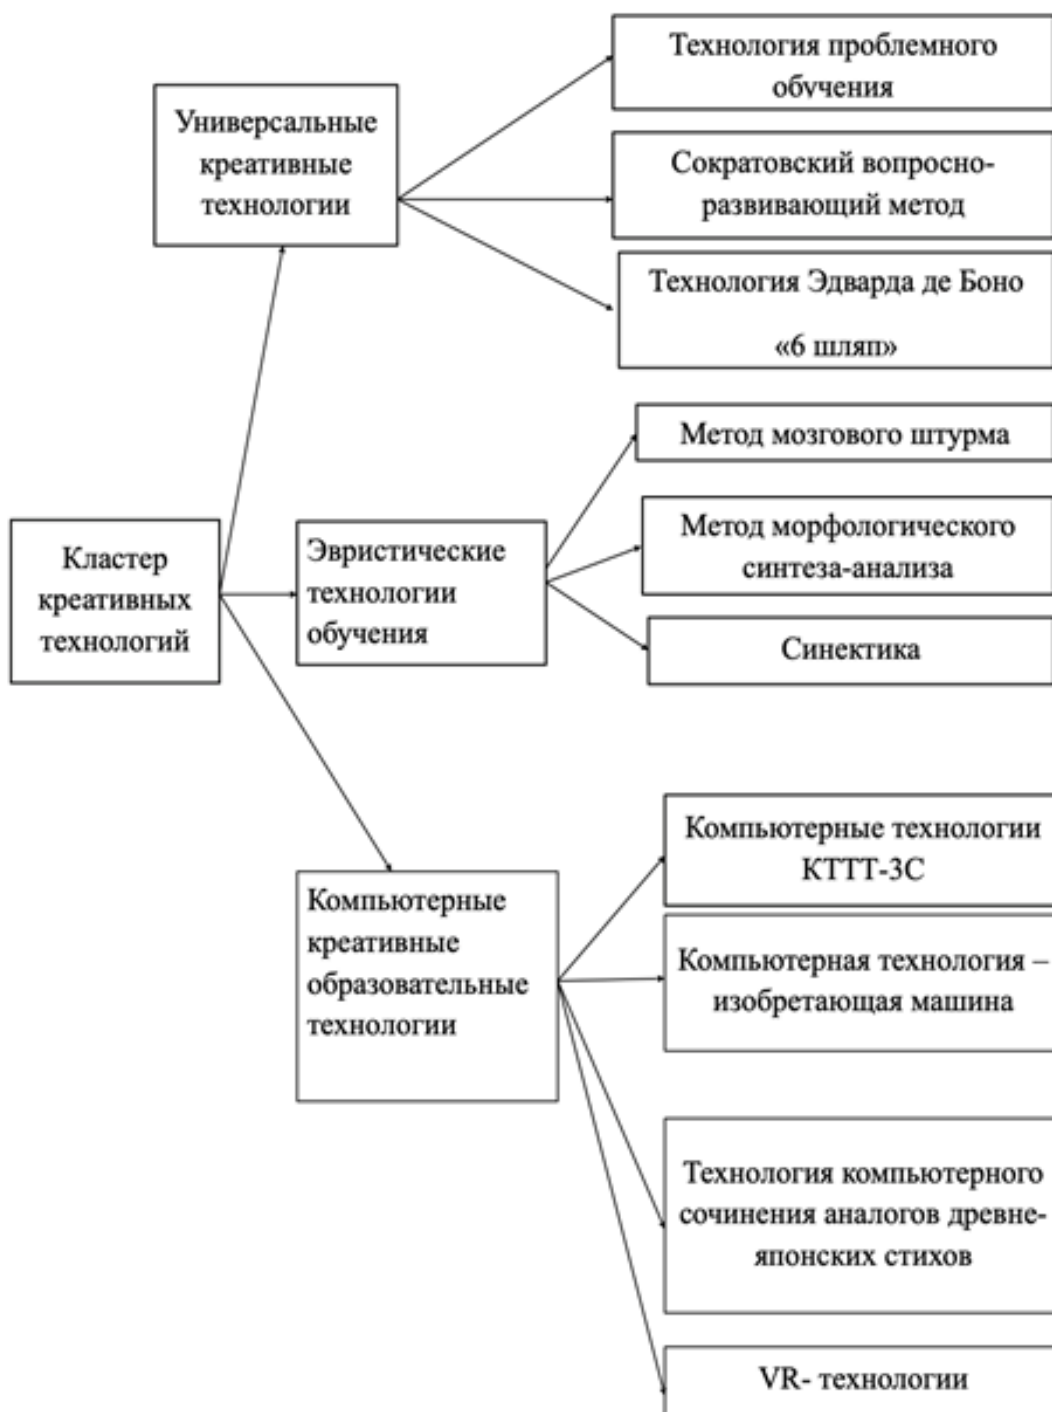 Технология проблемного
обучения
Универсальные
креативные
технологии
Сократовский вопросно-
развивающий метод
Технология Эдварда де Боно
«6 шляп»
Метод мозгового штурма
Кластер
креативных
технологий
Эвристические
технологии
обучения
Метод морфологического
синтеза-анализа
Синектика
Компьютерные технологии
КТТТ-3С
Компьютерные
креативные
образовательные
технологии
Компьютерная технология –
изобретающая машина
Технология компьютерного
сочинения аналогов древне-
японских стихов
VR- технологии